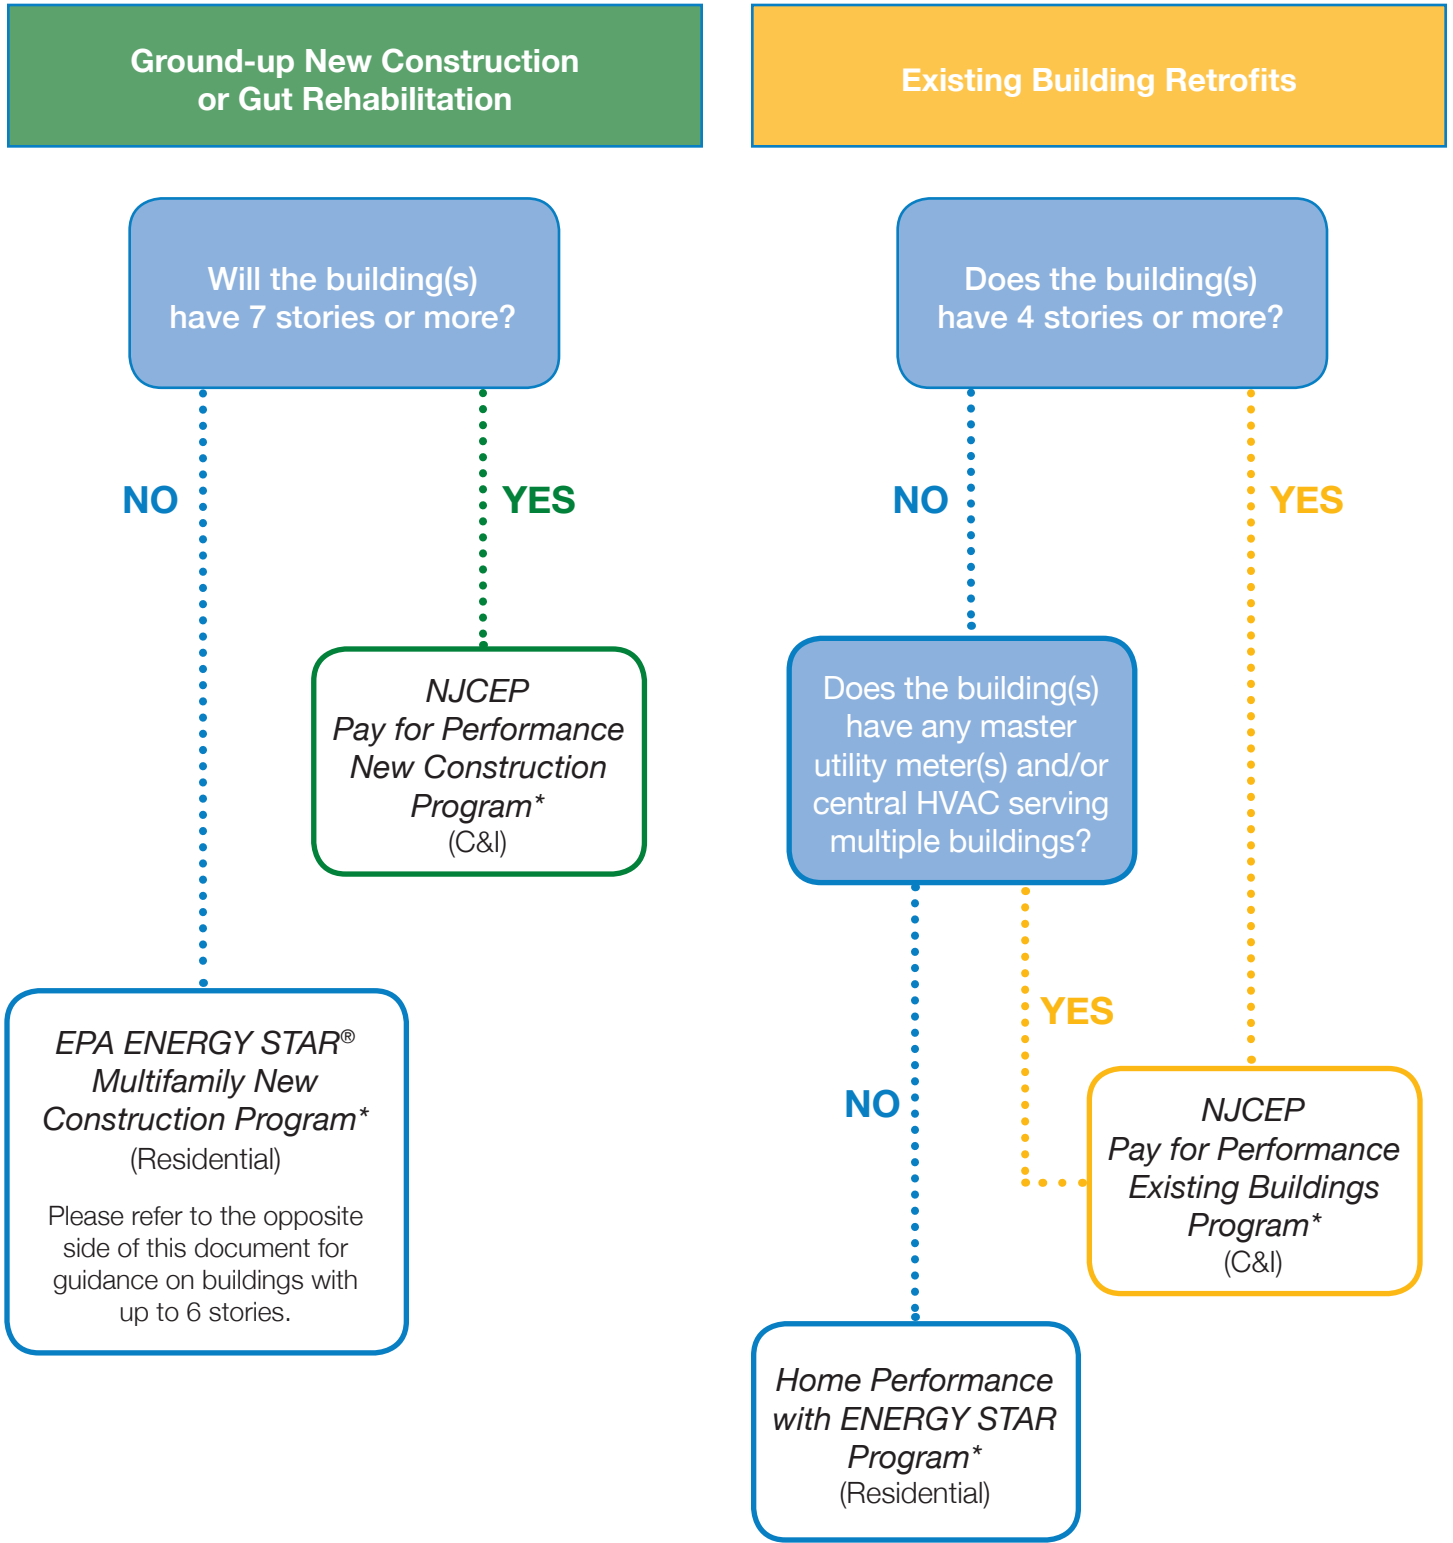 Ground-up New Construction
or Gut Rehabilitation
Will the building(s)
have 7 stories or more?
NO
YES
NJCEP
Pay for Performance
New Construction
Program*
(C&I)
EPA ENERGY STAR®
Multifamily New
Construction Program*
(Residential)
Please refer to the opposite
side of this document for
guidance on buildings with
up to 6 stories.
Existing Building Retrofits
Does the building(s)
have 4 stories or more?
NO
YES
Does the building(s)
have any master
utility meter(s) and/or
central HVAC serving
multiple buildings?
YES
NO
NJCEP
Pay for Performance
Existing Buildings
Program*
(C&I)
Home Performance
with ENERGY STAR
Program*
(Residential)